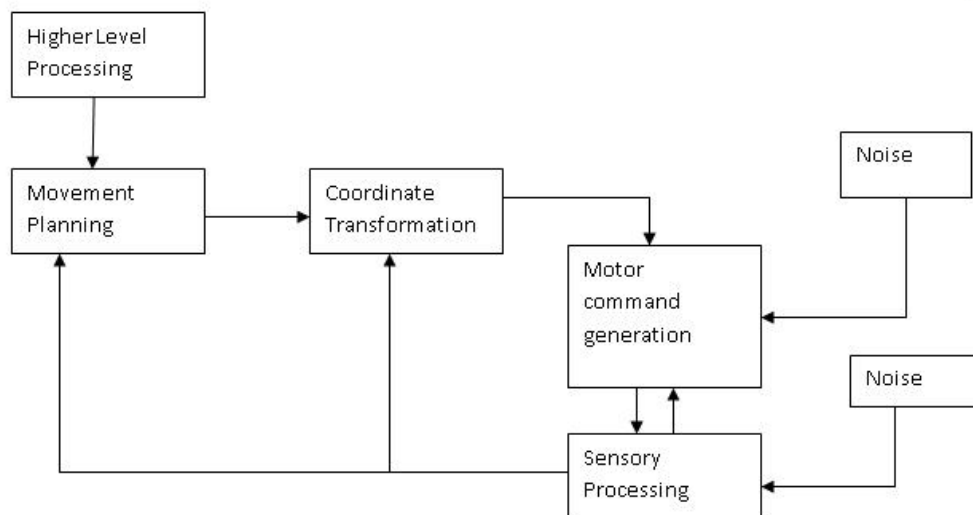 Higher Level
Processing
Movement
Planning
Coordinate
Transformation
Noise
Motor
command
generation
Noise
Sensory
Processing